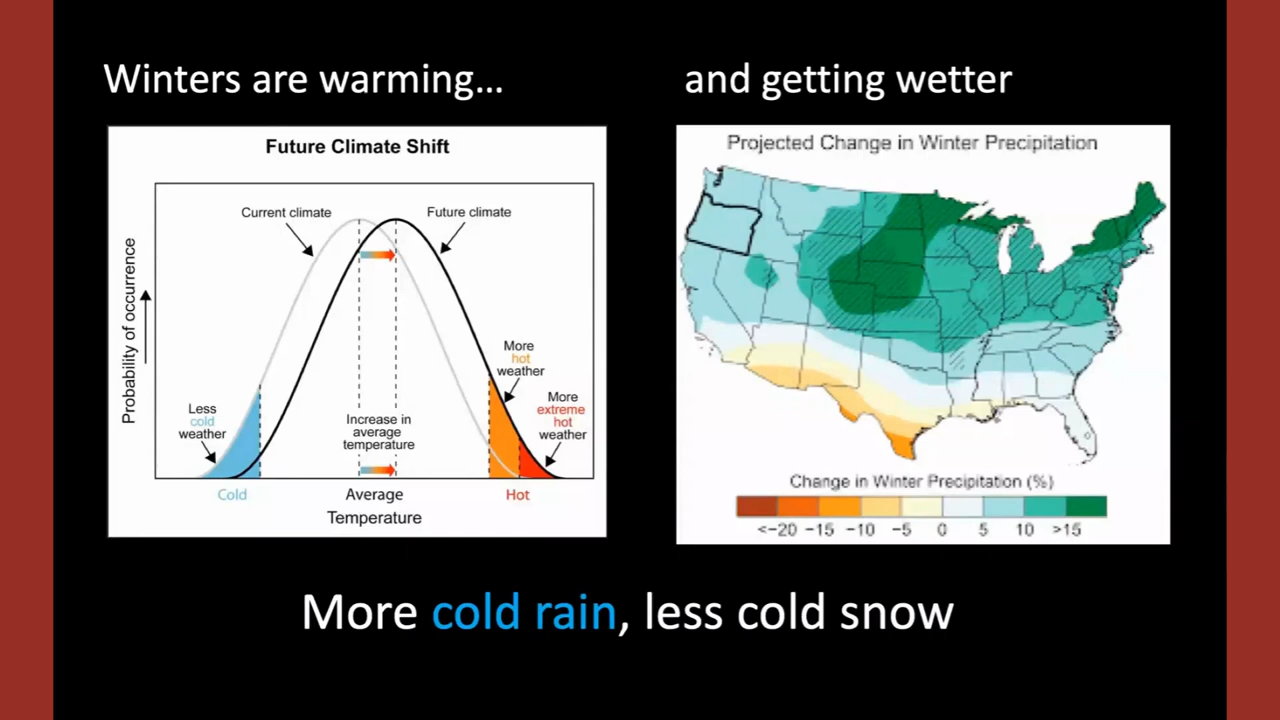 Winters are warming...
and getting wetter
Future Climate Shift
Current climate
Future climate
Probability of occurrence
More
hot
weather
Less
cold
weather
More
extreme
hot
weather
Increase in
average
temperature
Cold
Average
Hot
Temperature
Projected Change in Winter Precipitation
Change in Winter Precipitation (%)
<-20 -15 -10 -5 0 5 10 >15
More cold rain, less cold snow